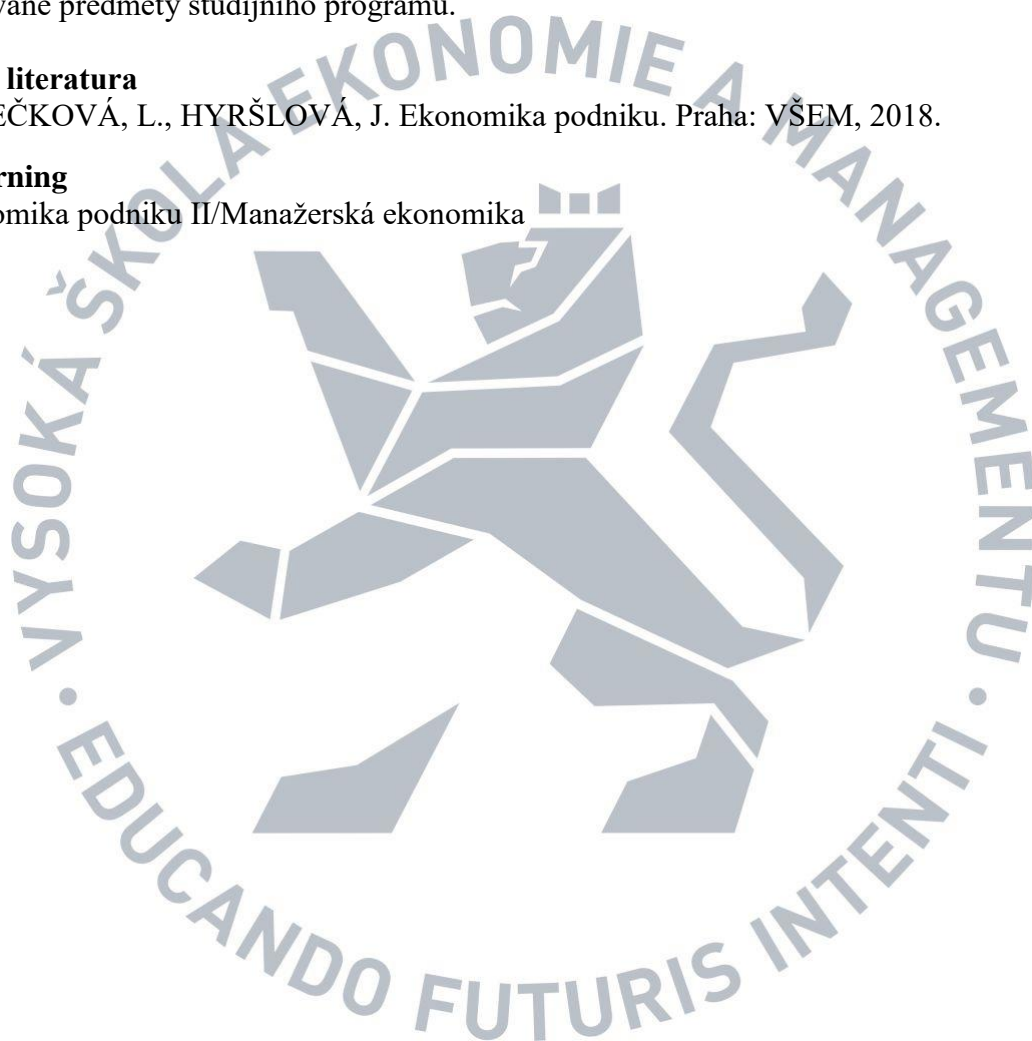 vané předměty studijního programu.
literatura
EČKOVÁ, L., HYRŠLOVÁ, J. Ekonomika podniku. Praha: VŠEM, 2018.
rning
omika podniku II/Manažerská ekonomika
VYSOKÁ ŠKOLA EKONOMIE A MANAGEMENTU
• EDUCANDO FUTURIS INTENTI •